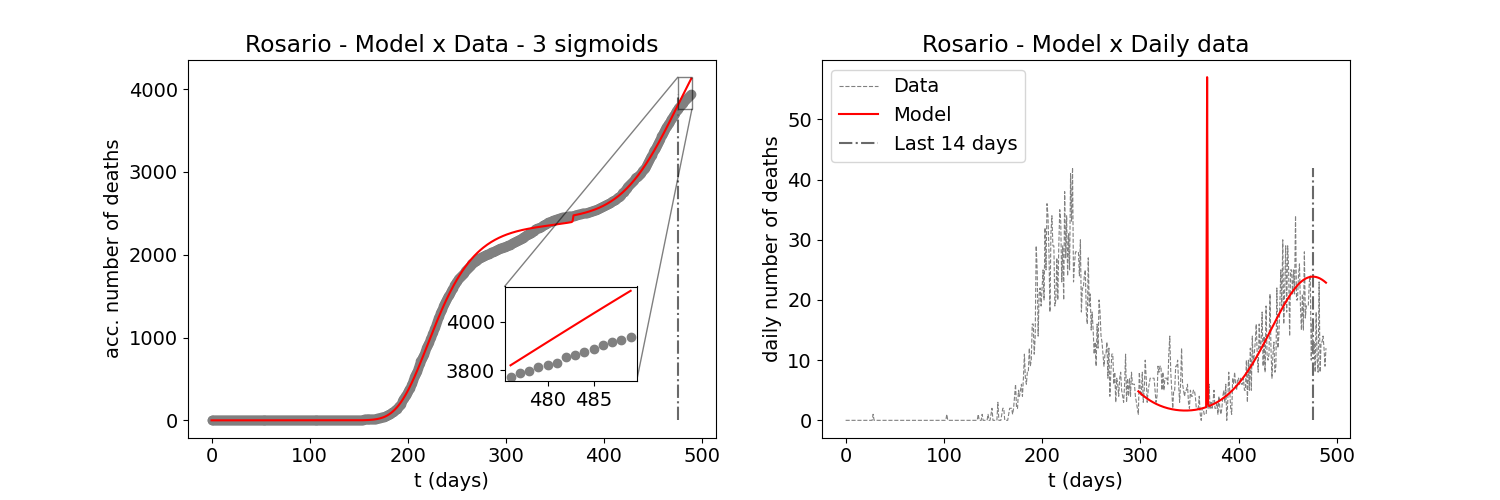 Rosario - Model x Data - 3 sigmoids
acc. number of deaths
4000
3000
2000
1000
0
4000
3800
480 485
0 100 200 300 400 500
t (days)
Rosario - Model x Daily data
daily number of deaths
50
40
30
20
10
0
Data
Model
Last 14 days
0 100 200 300 400 500
t (days)